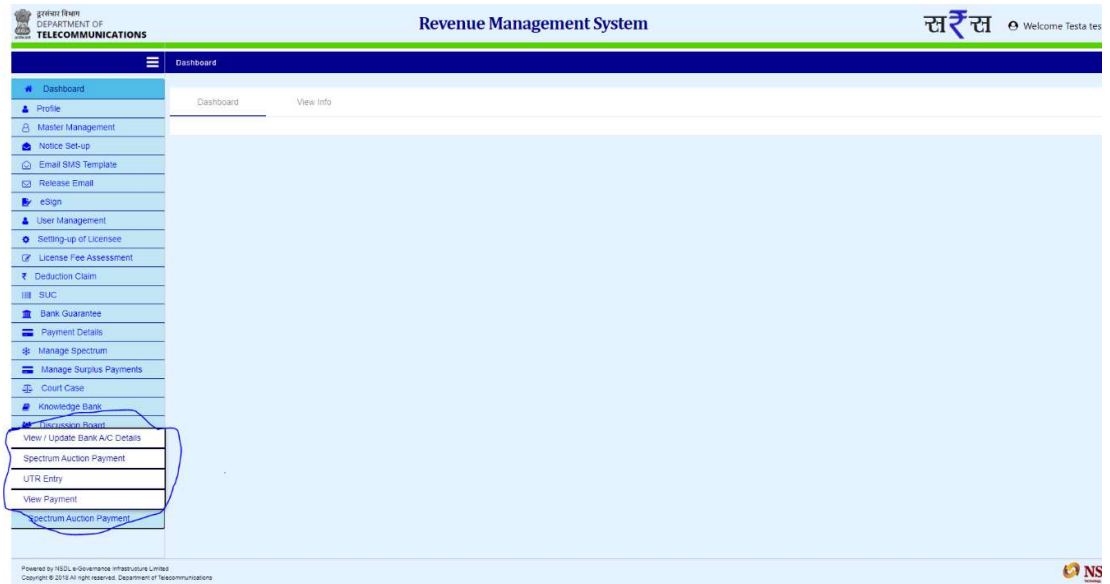 दूरसंचार विभाग
DEPARTMENT OF
TELECOMMUNICATIONS
Revenue Management System
स₹स
Welcome Testa tes
Dashboard
Dashboard
Profile
Master Management
Notice Set-up
Email SMS Template
Release Email
eSign
User Management
Setting-up of Licensee
License Fee Assessment
Deduction Claim
SUC
Bank Guarantee
Payment Details
Manage Spectrum
Manage Surplus Payments
Court Case
Knowledge Bank
Discussion Board
View / Update Bank A/C Details
Spectrum Auction Payment
UTR Entry
View Payment
Spectrum Auction Payment
Dashboard View Info
Powered by NSDL e-Governance Infrastructure Limited
Copyright © 2018 All right reserved, Department of Telecommunications
NS